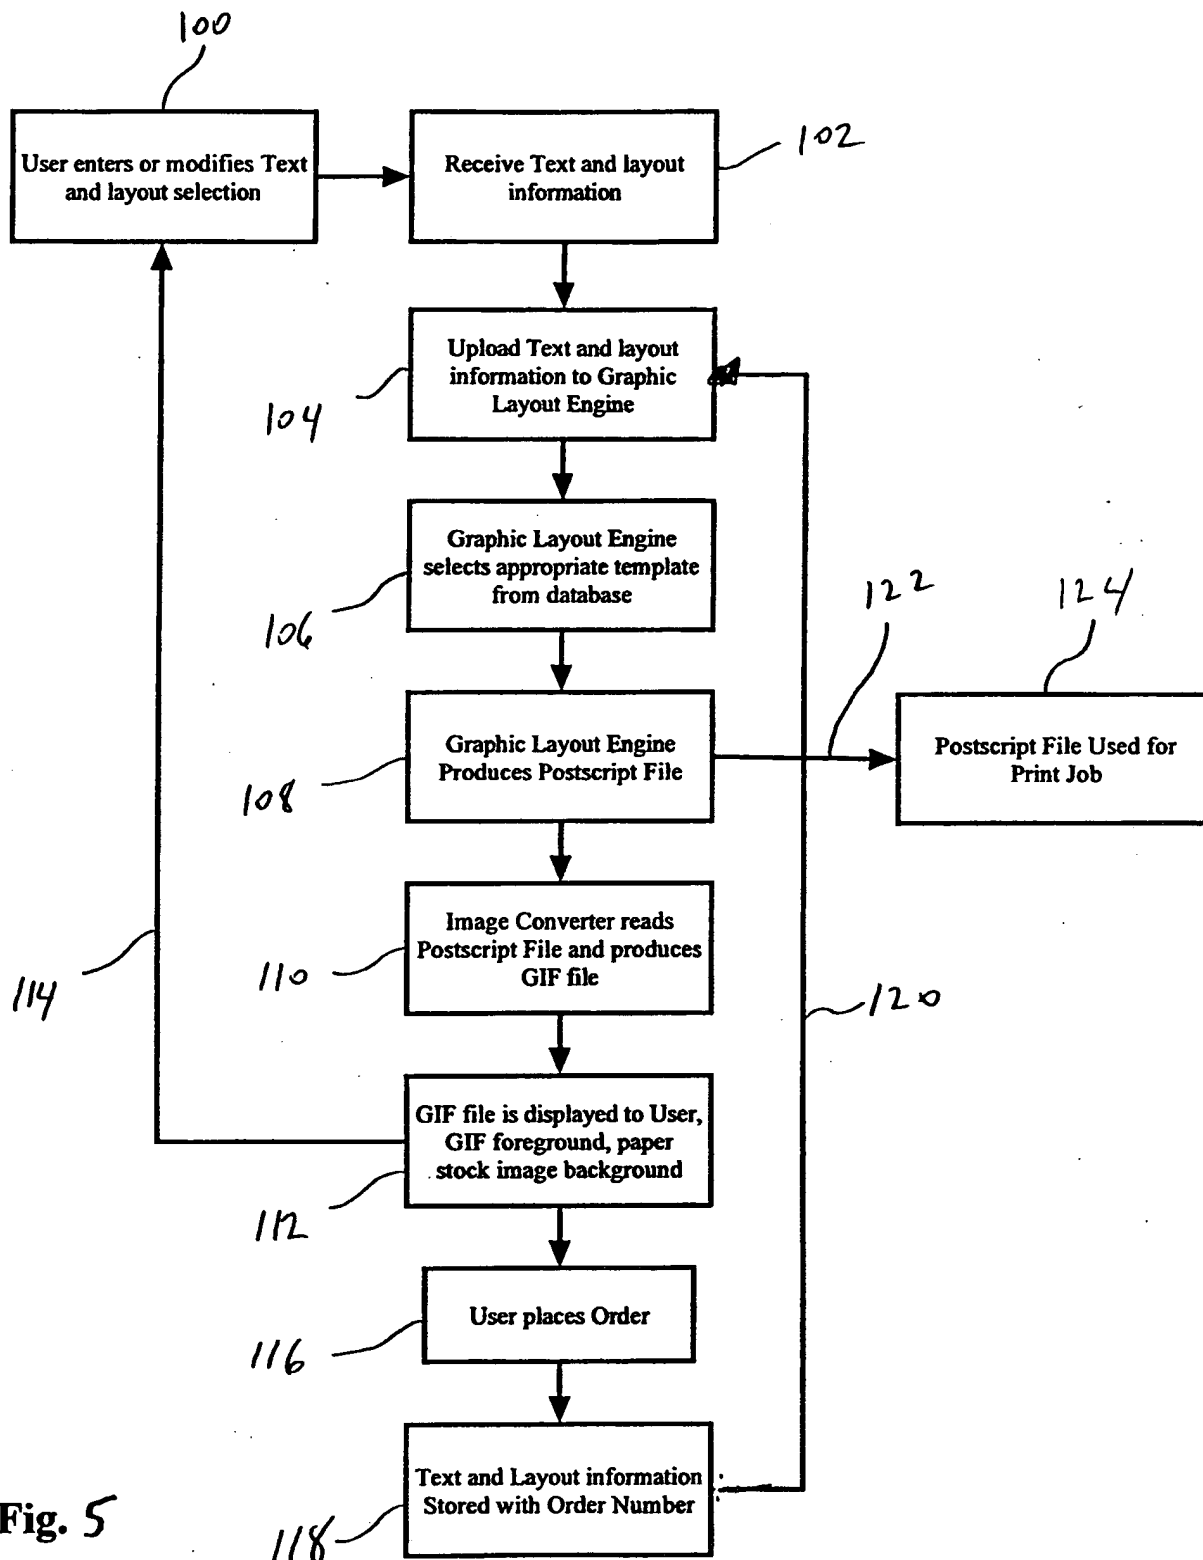 100
User enters or modifies Text
and layout selection
Receive Text and layout
information
102
Upload Text and layout
information to Graphic
Layout Engine
104
Graphic Layout Engine
selects appropriate template
from database
106
122
124
Graphic Layout Engine
Produces Postscript File
108
Postscript File Used for
Print Job
Image Converter reads
Postscript File and produces
GIF file
110
114
120
GIF file is displayed to User,
GIF foreground, paper
stock image background
112
User places Order
116
Text and Layout information
Stored with Order Number
118
Fig. 5